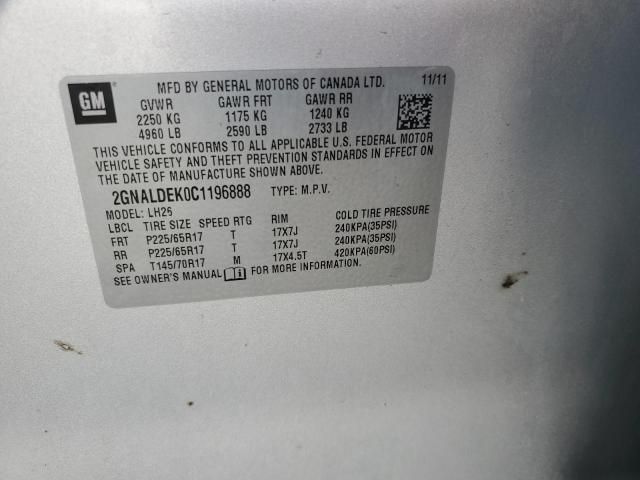 GM
MFD BY GENERAL MOTORS OF CANADA LTD. 11/11
GVWR GAWR FRT GAWR RR
2250 KG 1175 KG 1240 KG
4960 LB 2590 LB 2733 LB
THIS VEHICLE CONFORMS TO ALL APPLICABLE U.S. FEDERAL MOTOR
VEHICLE SAFETY AND THEFT PREVENTION STANDARDS IN EFFECT ON
THE DATE OF MANUFACTURE SHOWN ABOVE.
2GNALDEK0C1196888 TYPE: M.P.V.
MODEL: LH26
LBCL TIRE SIZE SPEED RTG RIM COLD TIRE PRESSURE
FRT P225/65R17 T 17X7J 240KPA(35PSI)
RR P225/65R17 T 17X7J 240KPA(35PSI)
SPA T145/70R17 M 17X4.5T 420KPA(60PSI)
SEE OWNER'S MANUAL FOR MORE INFORMATION.